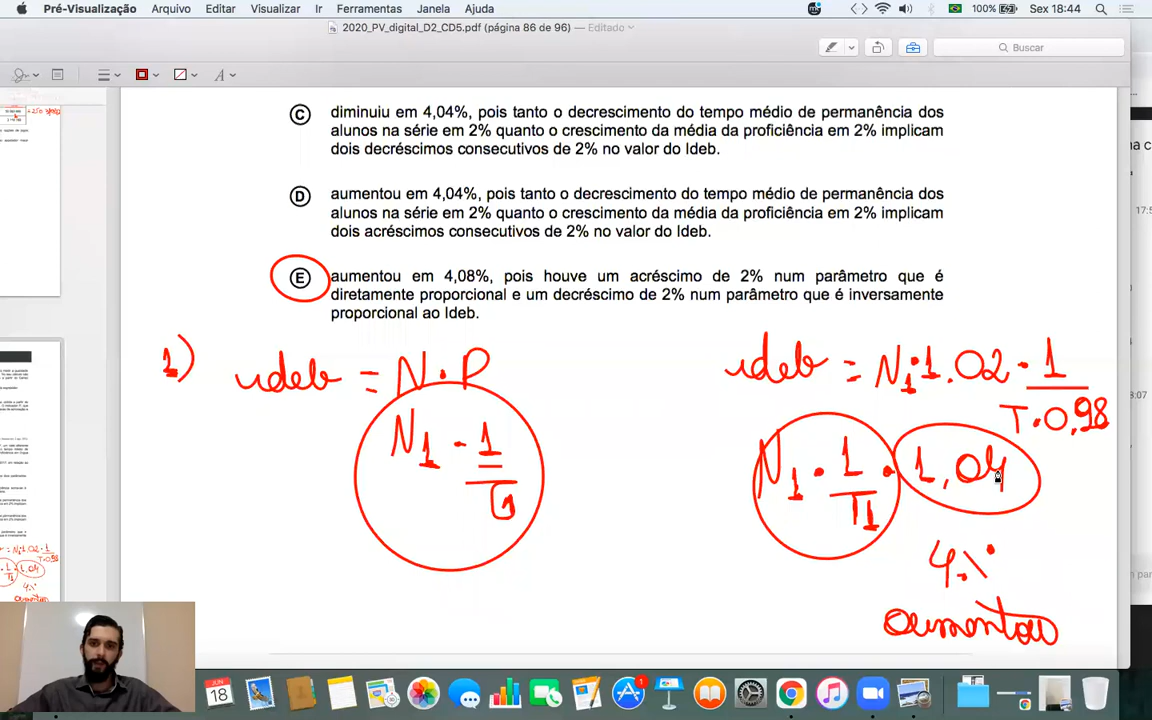 Pré-Visualização Arquivo Editar Visualizar Ir Ferramentas Janela Ajuda 100% Sex 18:44
2020_PV_digital_D2_CD5.pdf (página 86 de 96) — Editado
Buscar
C diminuiu em 4,04%, pois tanto o decrescimento do tempo médio de permanência dos
alunos na série em 2% quanto o crescimento da média da proficiência em 2% implicam
dois decréscimos consecutivos de 2% no valor do Ideb.
D aumentou em 4,04%, pois tanto o decrescimento do tempo médio de permanência dos
alunos na série em 2% quanto o crescimento da média da proficiência em 2% implicam
dois acréscimos consecutivos de 2% no valor do Ideb.
E aumentou em 4,08%, pois houve um acréscimo de 2% num parâmetro que é
diretamente proporcional e um decréscimo de 2% num parâmetro que é inversamente
proporcional ao Ideb.
1) ideb = N · P
N1 · 1
ideb = N1 · 1.02 · 1
T · 0,98
N1 · 1 · 1,04
T1
4%
JUN
18